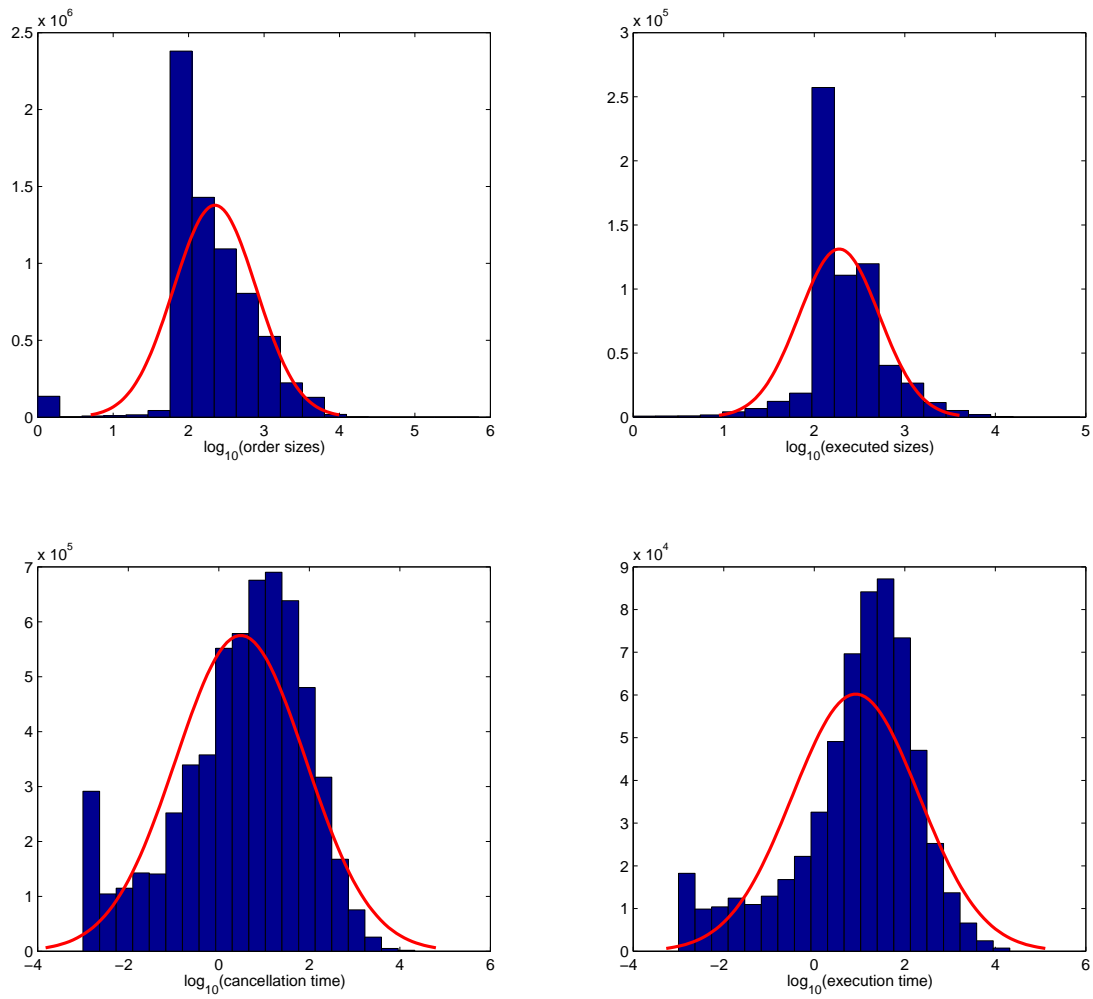 x 10^6
2.5
2
1.5
1
0.5
0
0 1 2 3 4 5 6
log_10(order sizes)
x 10^5
3
2.5
2
1.5
1
0.5
0
0 1 2 3 4 5
log_10(executed sizes)
x 10^5
7
6
5
4
3
2
1
0
−4 −2 0 2 4 6
log_10(cancellation time)
x 10^4
9
8
7
6
5
4
3
2
1
0
−4 −2 0 2 4 6
log_10(execution time)